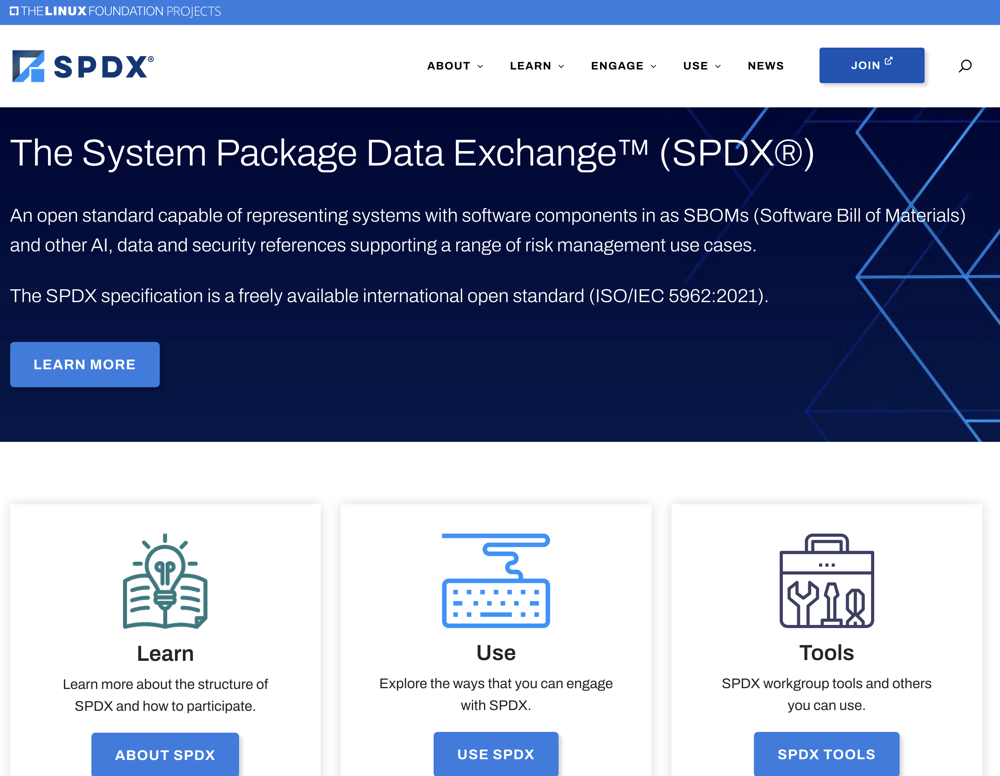 THE LINUX FOUNDATION PROJECTS
SPDX®
ABOUT LEARN ENGAGE USE NEWS JOIN
The System Package Data Exchange™ (SPDX®)
An open standard capable of representing systems with software components in as SBOMs (Software Bill of Materials)
and other AI, data and security references supporting a range of risk management use cases.
The SPDX specification is a freely available international open standard (ISO/IEC 5962:2021).
LEARN MORE
Learn
Learn more about the structure of
SPDX and how to participate.
ABOUT SPDX
Use
Explore the ways that you can engage
with SPDX.
USE SPDX
Tools
SPDX workgroup tools and others
you can use.
SPDX TOOLS